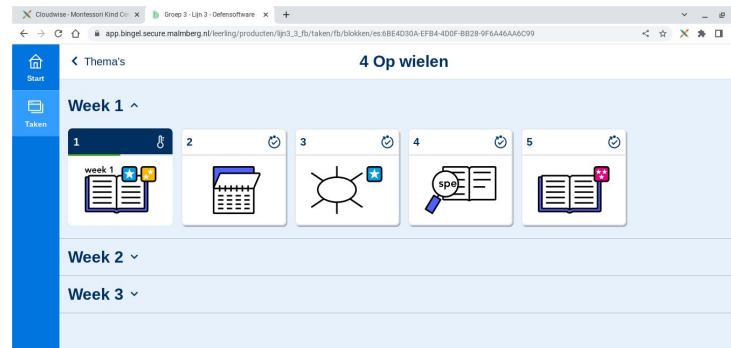 Cloudwise - Montessori Kind Cen
Groep 3 - Lijn 3 - Oefensoftware
app.bingel.secure.malmberg.nl/leerling/producten/lijn3_3_fb/taken/fb/blokken/es:6BE4D30A-EFB4-4D0F-BB28-9F6A46AA6C99
Start
Thema's
4 Op wielen
Taken
Week 1
1 2 3 4 5
week 1
spel
Week 2
Week 3